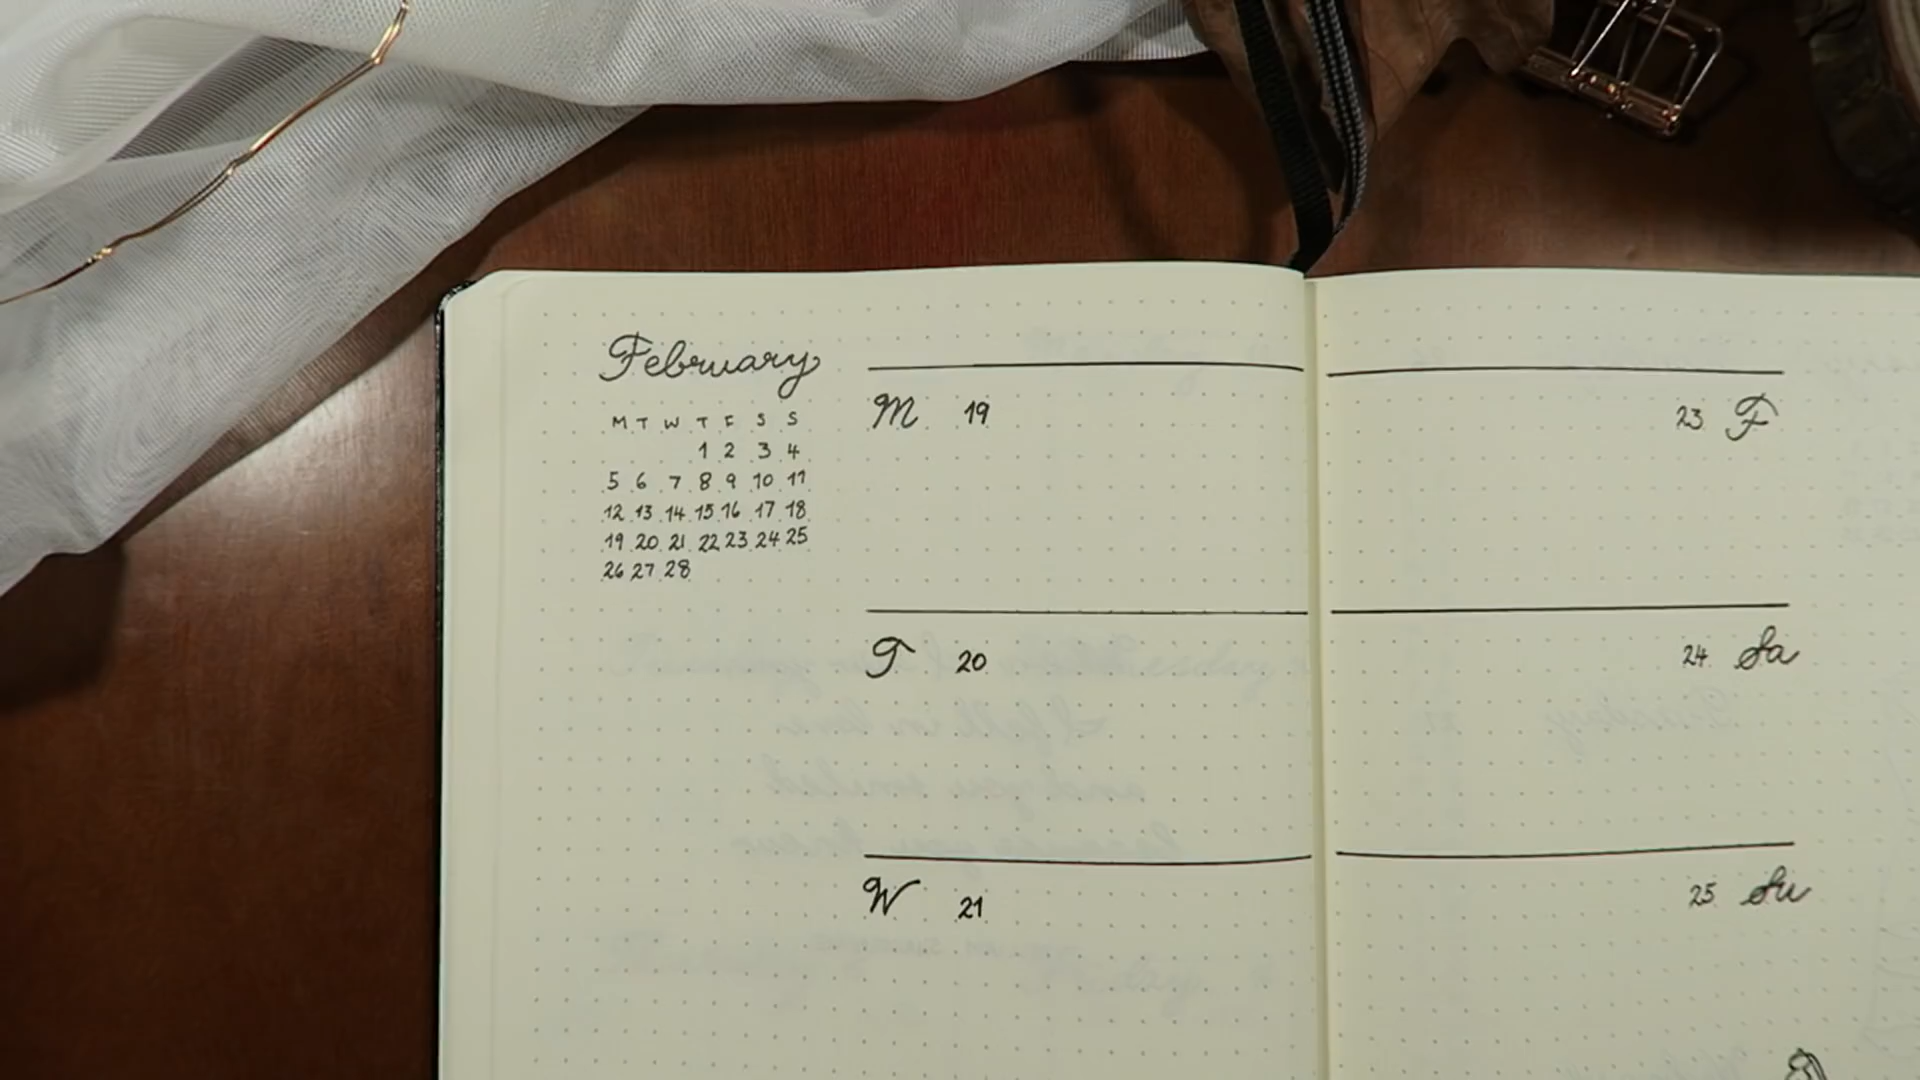 February
M T W T F S S
1 2 3 4
5 6 7 8 9 10 11
12 13 14 15 16 17 18
19 20 21 22 23 24 25
26 27 28
M 19
T 20
W 21
23 F
24 Sa
25 Su